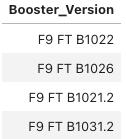 Booster_Version
F9 FT B1022
F9 FT B1026
F9 FT B1021.2
F9 FT B1031.2